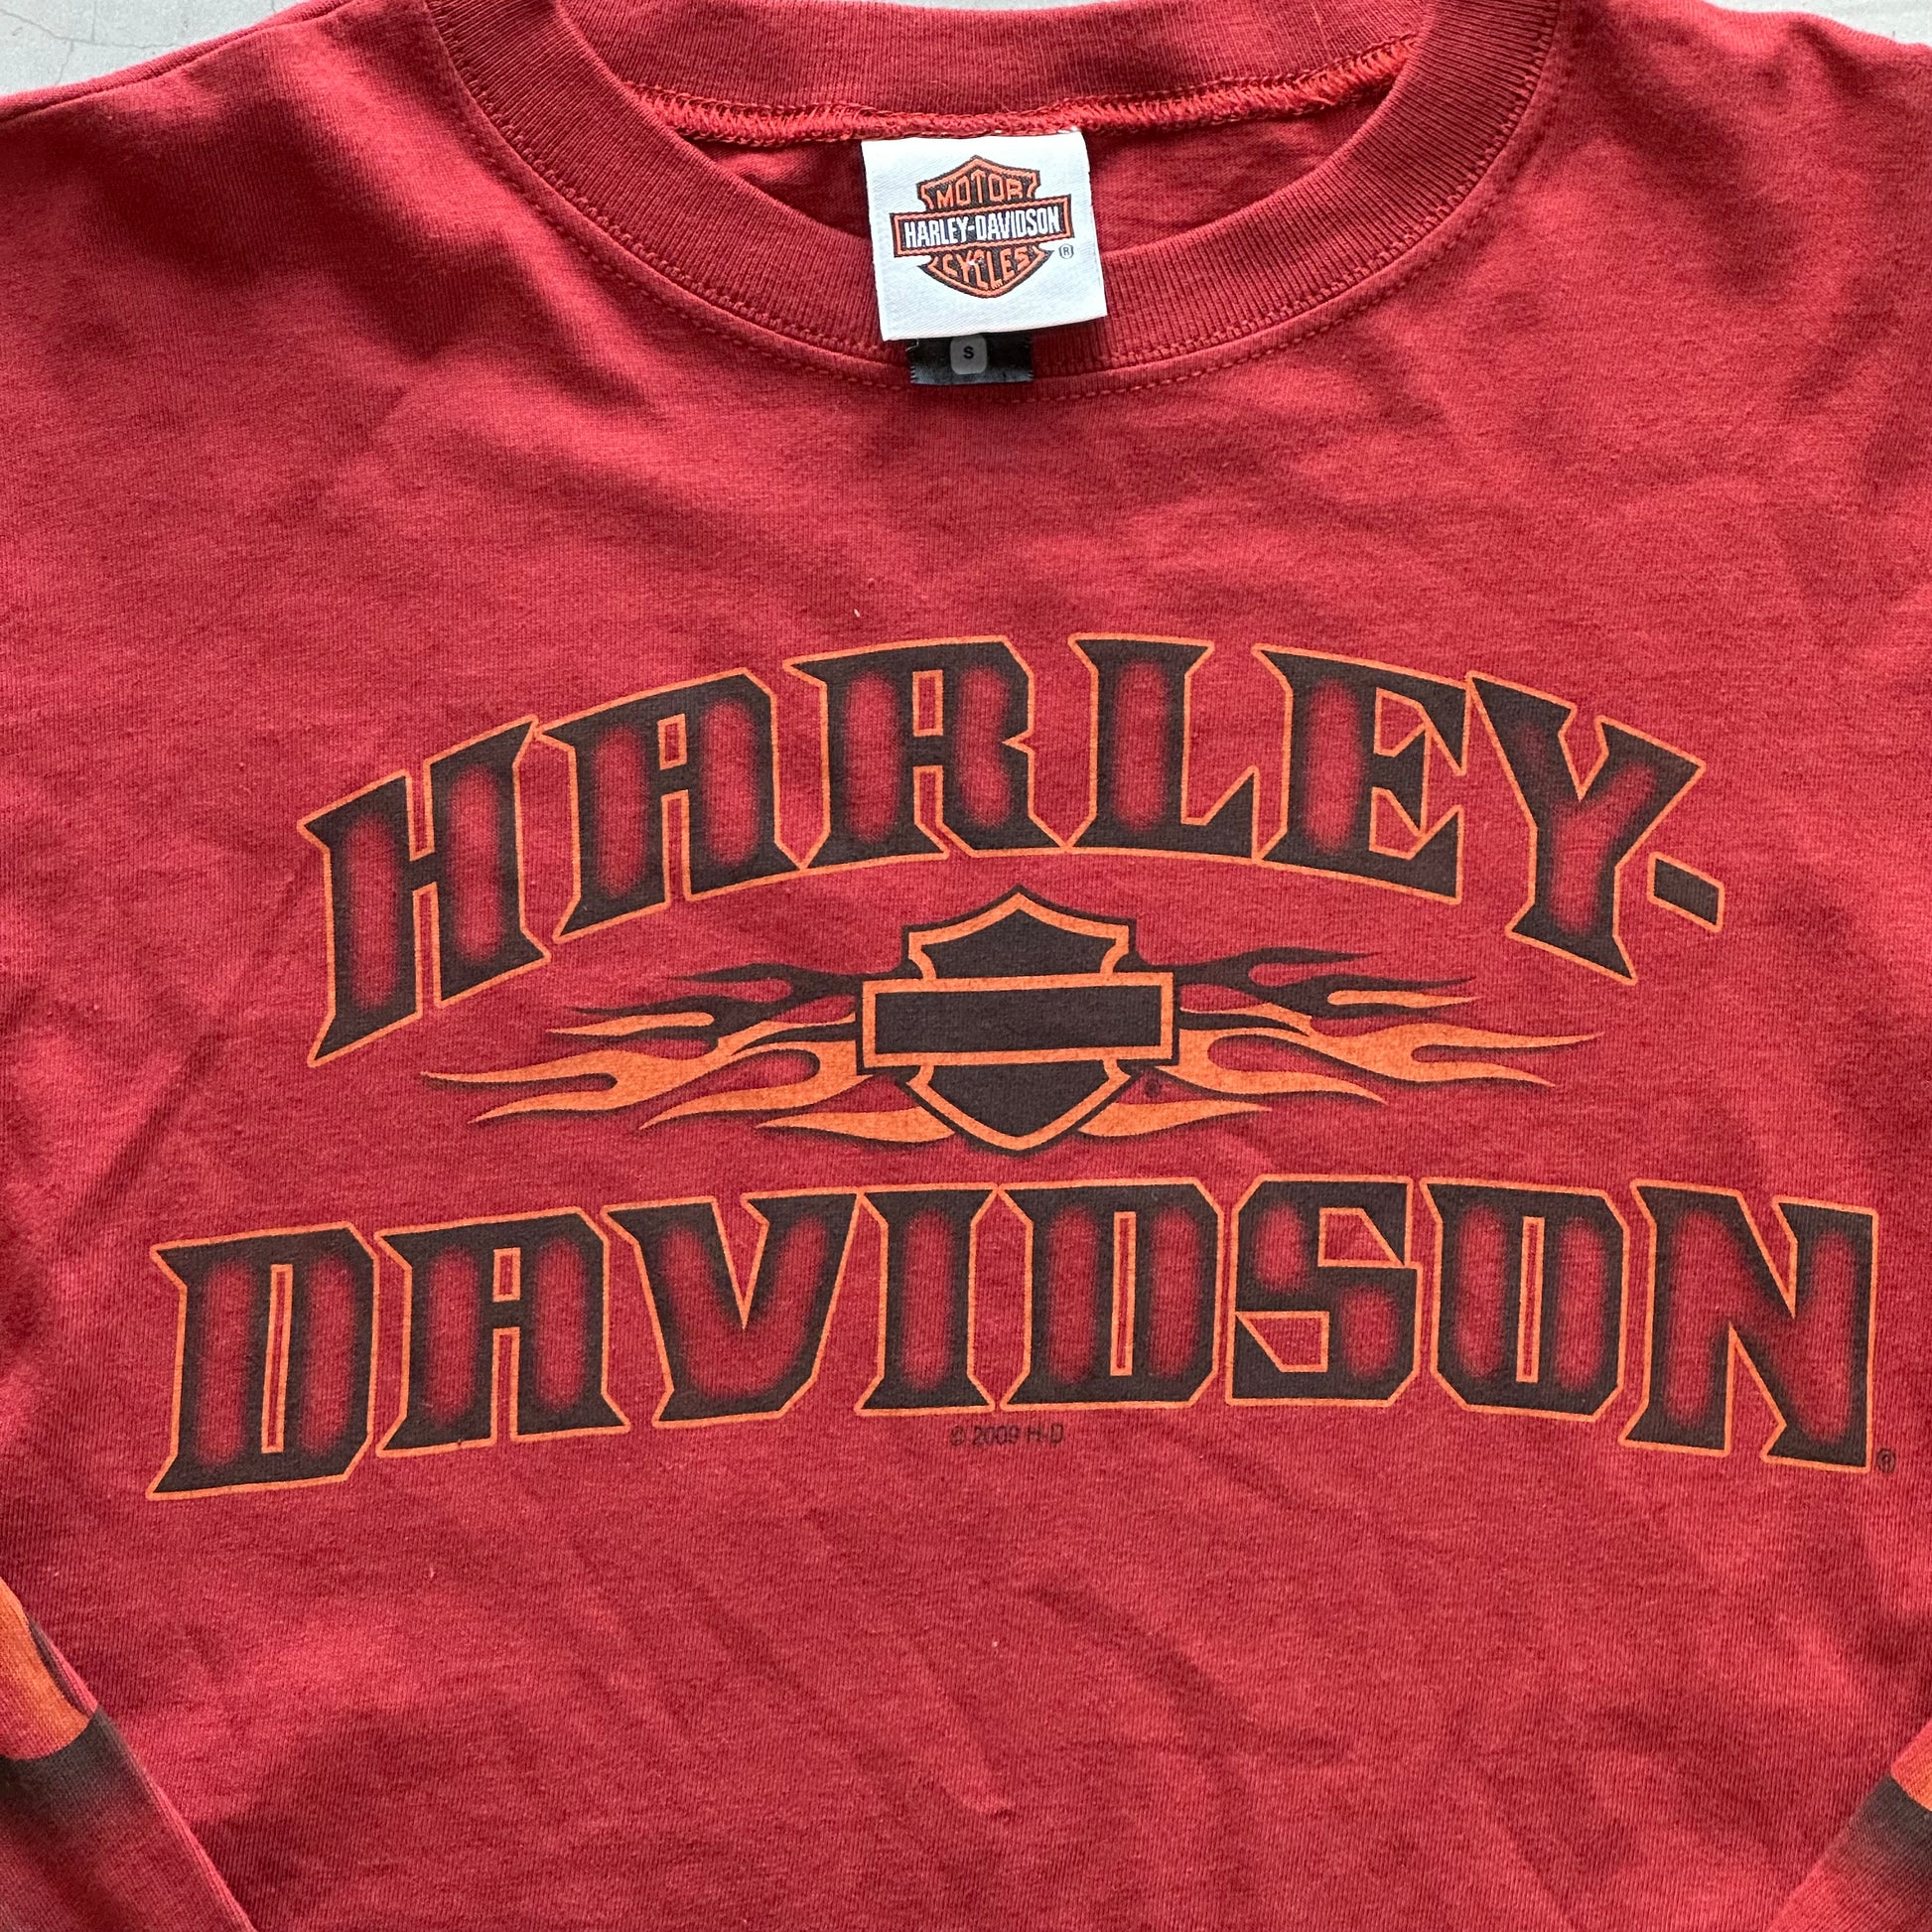 MOTOR
HARLEY-DAVIDSON
CYCLES
®
S
HARLEY-
®
DAVIDSON
®
© 2009 H-D